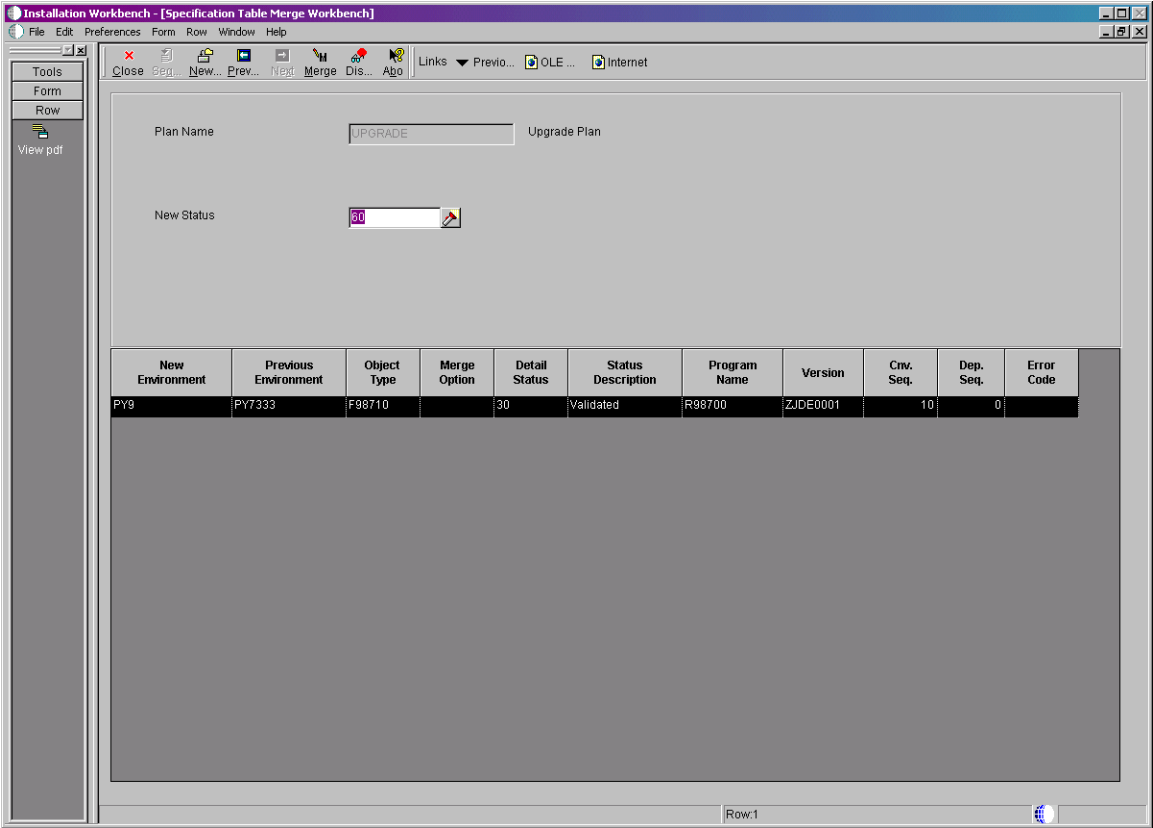 Installation Workbench - [Specification Table Merge Workbench]
File Edit Preferences Form Row Window Help
Tools
Form
Row
View pdf
Close Seq... New... Prev... Next Merge Dis... Abo Links Previo... OLE ... Internet
Plan Name UPGRADE Upgrade Plan
New Status 60
New Environment Previous Environment Object Type Merge Option Detail Status Status Description Program Name Version Cnv. Seq. Dep. Seq. Error Code
PY9 PY7333 F98710 30 Validated R98700 ZJDE0001 10 0
Row:1